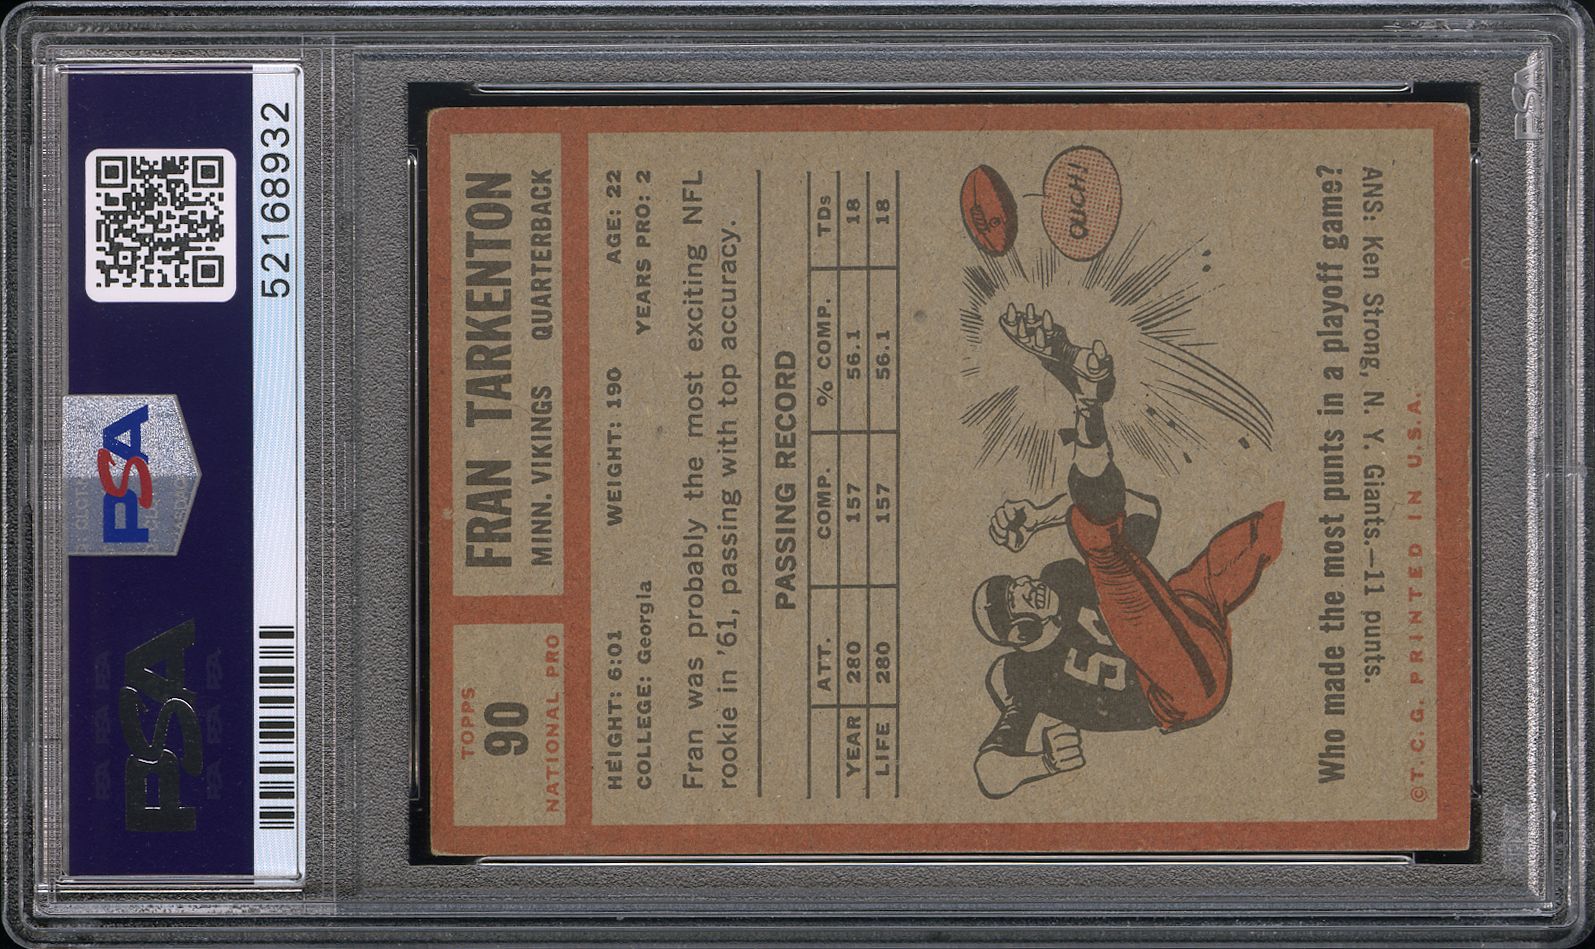 52168932
PSA
PSA
TOPPS
90
NATIONAL PRO
FRAN TARKENTON
MINN. VIKINGS QUARTERBACK
HEIGHT: 6:01 WEIGHT: 190 AGE: 22
COLLEGE: Georgia YEARS PRO: 2
Fran was probably the most exciting NFL
rookie in '61, passing with top accuracy.
PASSING RECORD
ATT. COMP. % COMP. TDs
YEAR 280 157 56.1 18
LIFE 280 157 56.1 18
OUCH!
5
Who made the most punts in a playoff game?
ANS: Ken Strong, N. Y. Giants.—11 punts.
©T. C. G. PRINTED IN U.S.A.
PSA